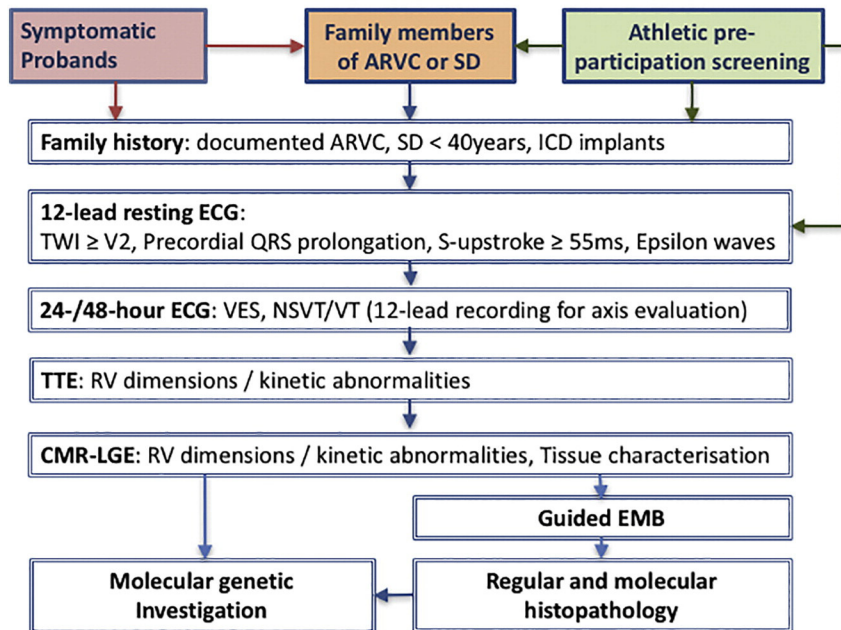 Symptomatic
Probands
Family members
of ARVC or SD
Athletic pre-
participation screening
Family history: documented ARVC, SD < 40years, ICD implants
12-lead resting ECG:
TWI ≥ V2, Precordial QRS prolongation, S-upstroke ≥ 55ms, Epsilon waves
24-/48-hour ECG: VES, NSVT/VT (12-lead recording for axis evaluation)
TTE: RV dimensions / kinetic abnormalities
CMR-LGE: RV dimensions / kinetic abnormalities, Tissue characterisation
Guided EMB
Molecular genetic
Investigation
Regular and molecular
histopathology